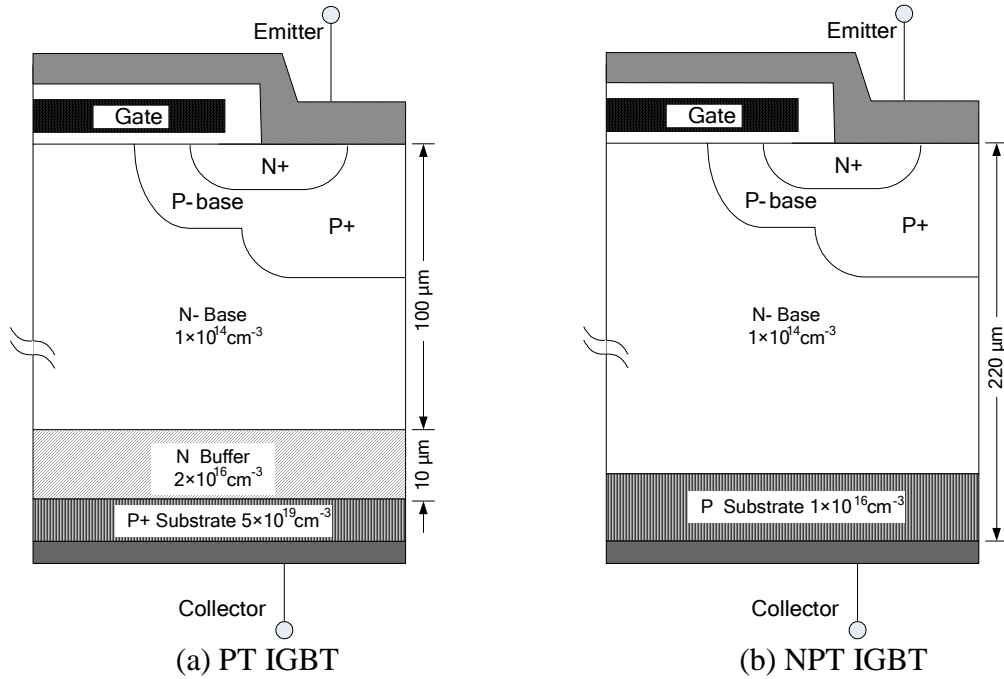 Emitter
Gate
N+
P-base
P+
N- Base
1×10¹⁴cm⁻³
100 µm
N Buffer
2×10¹⁶cm⁻³
10 µm
P+ Substrate 5×10¹⁹cm⁻³
Collector
(a) PT IGBT
Emitter
Gate
N+
P-base
P+
N- Base
1×10¹⁴cm⁻³
220 µm
P Substrate 1×10¹⁶cm⁻³
Collector
(b) NPT IGBT